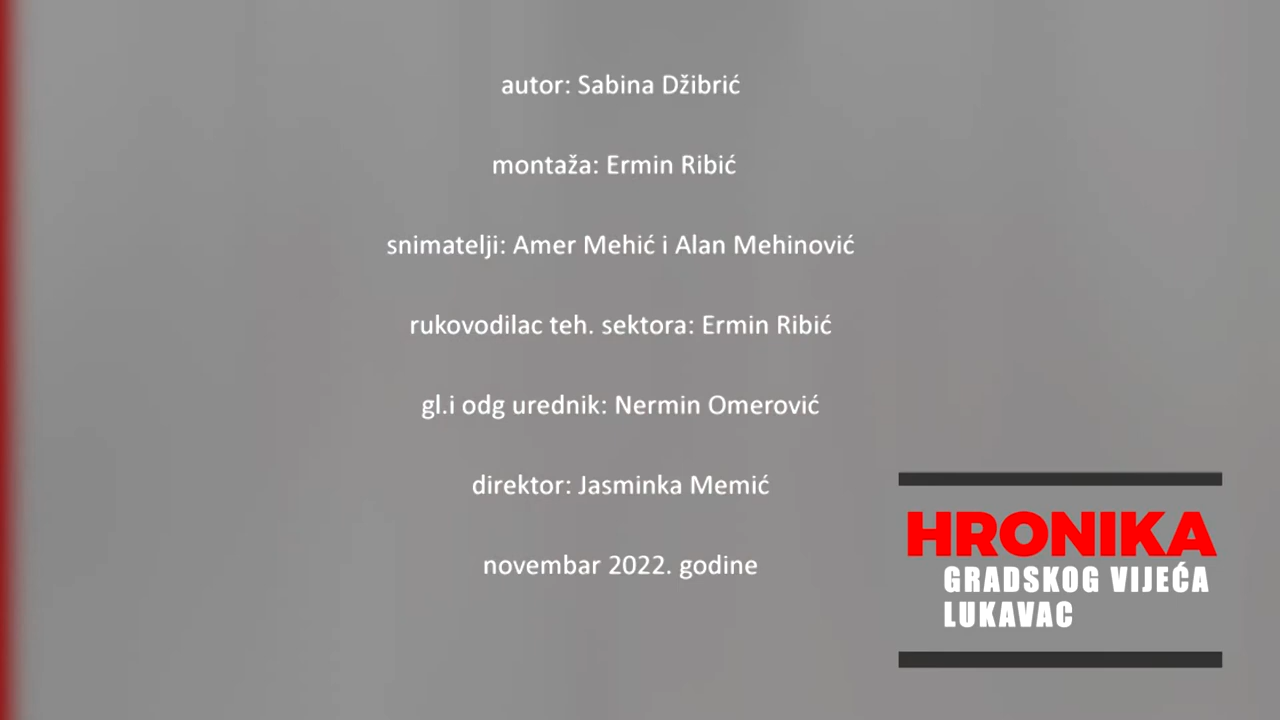 autor: Sabina Džibrić
montaža: Ermin Ribić
snimatelji: Amer Mehić i Alan Mehinović
rukovodilac teh. sektora: Ermin Ribić
gl.i odg urednik: Nermin Omerović
direktor: Jasminka Memić
novembar 2022. godine
HRONIKA
GRADSKOG VIJEĆA
LUKAVAC